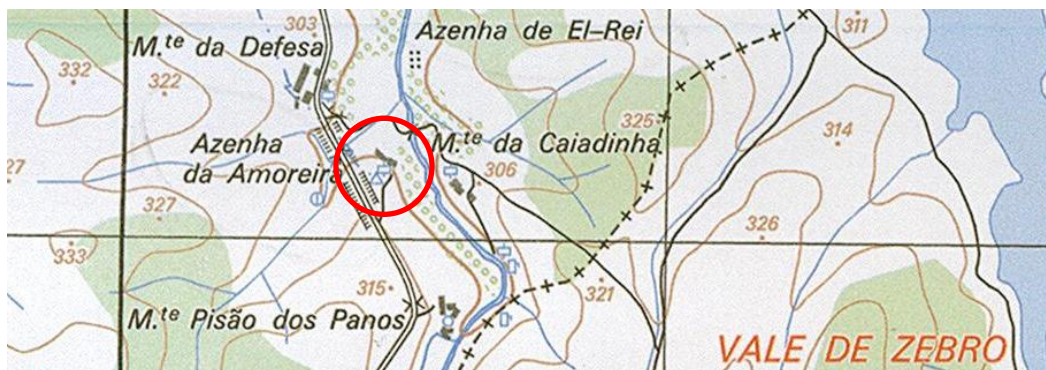 303
311
Azenha de El-Rei
M.te da Defesa
332
322
325
314
Azenha
da Amoreira
M.te da Caiadinha
306
27
327
326
333
315
321
M.te Pisão dos Panos
VALE DE ZEBRO